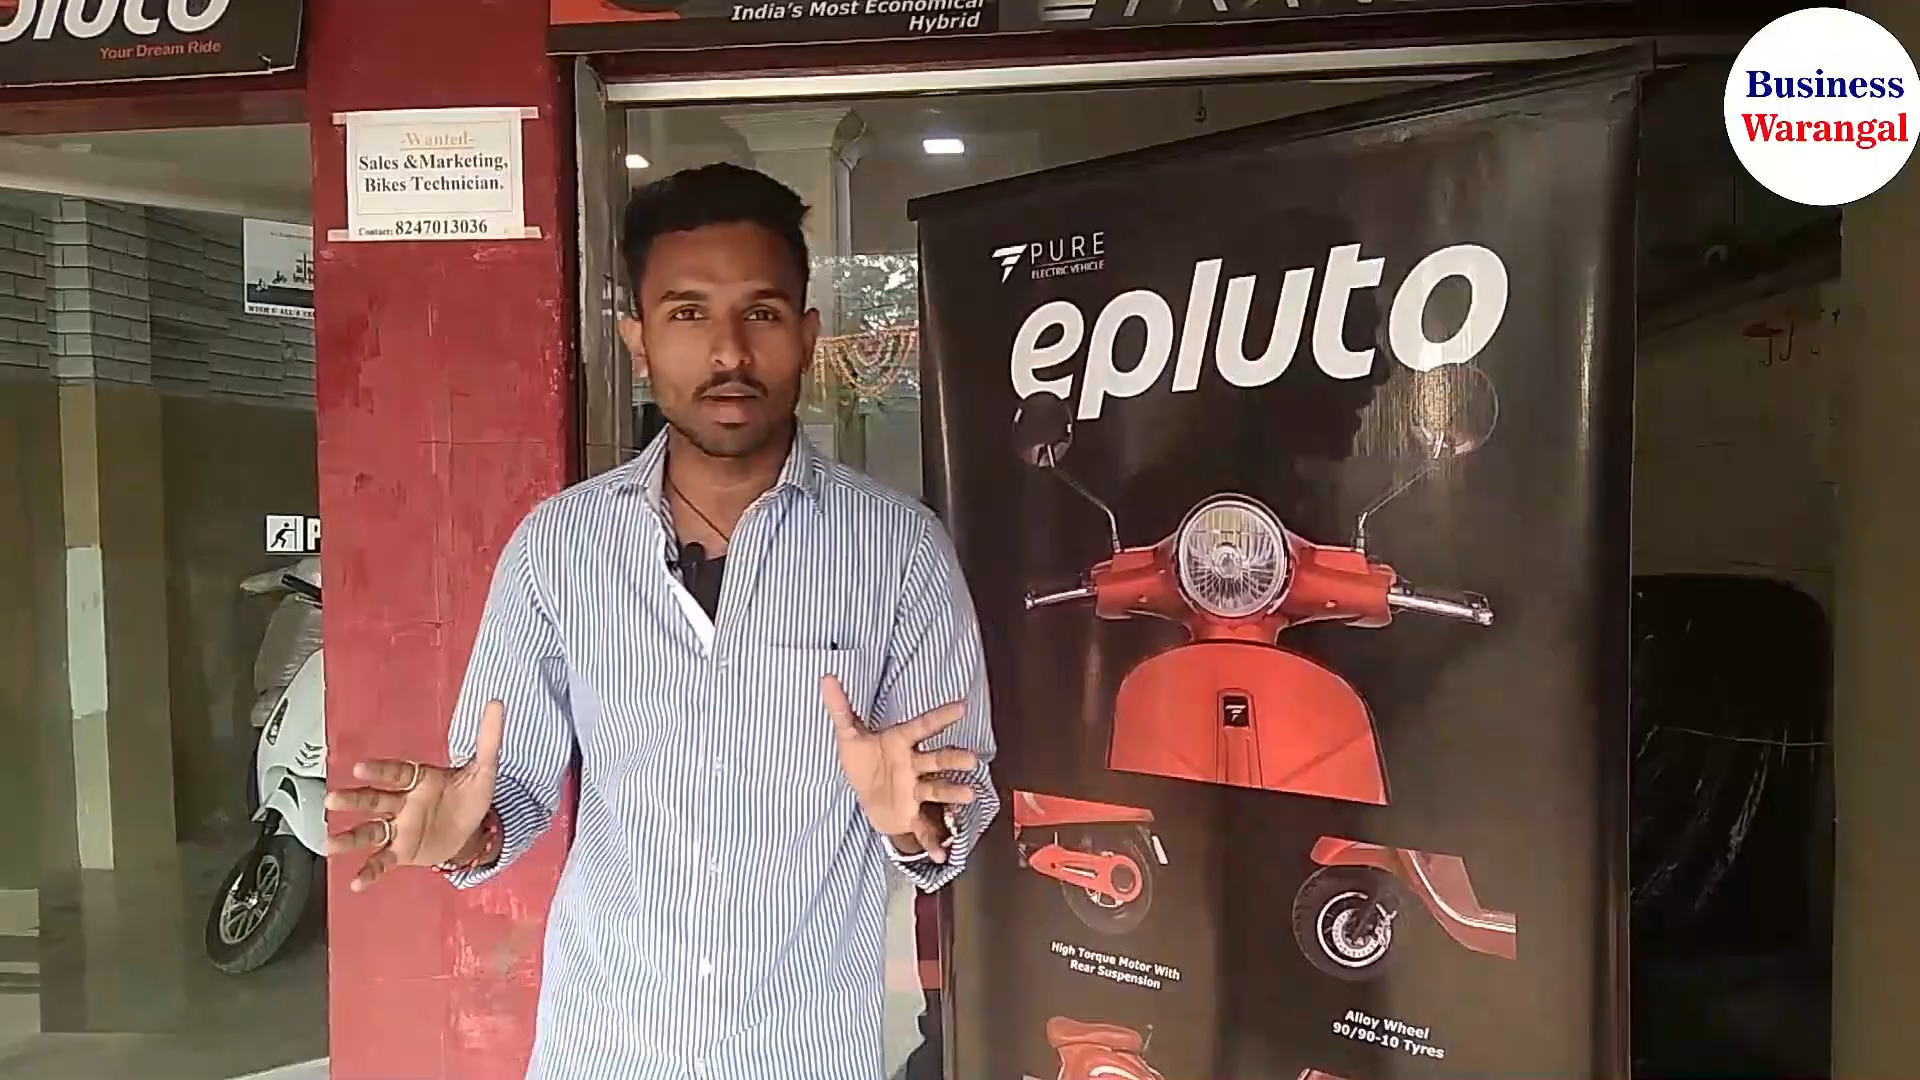 Your Dream Ride
India's Most Economical
Hybrid
Business
Warangal
-Wanted-
Sales &Marketing,
Bikes Technician.
Contact: 8247013036
PURE
ELECTRIC VEHICLE
epluto
High Torque Motor With
Rear Suspension
Alloy Wheel
90/90-10 Tyres